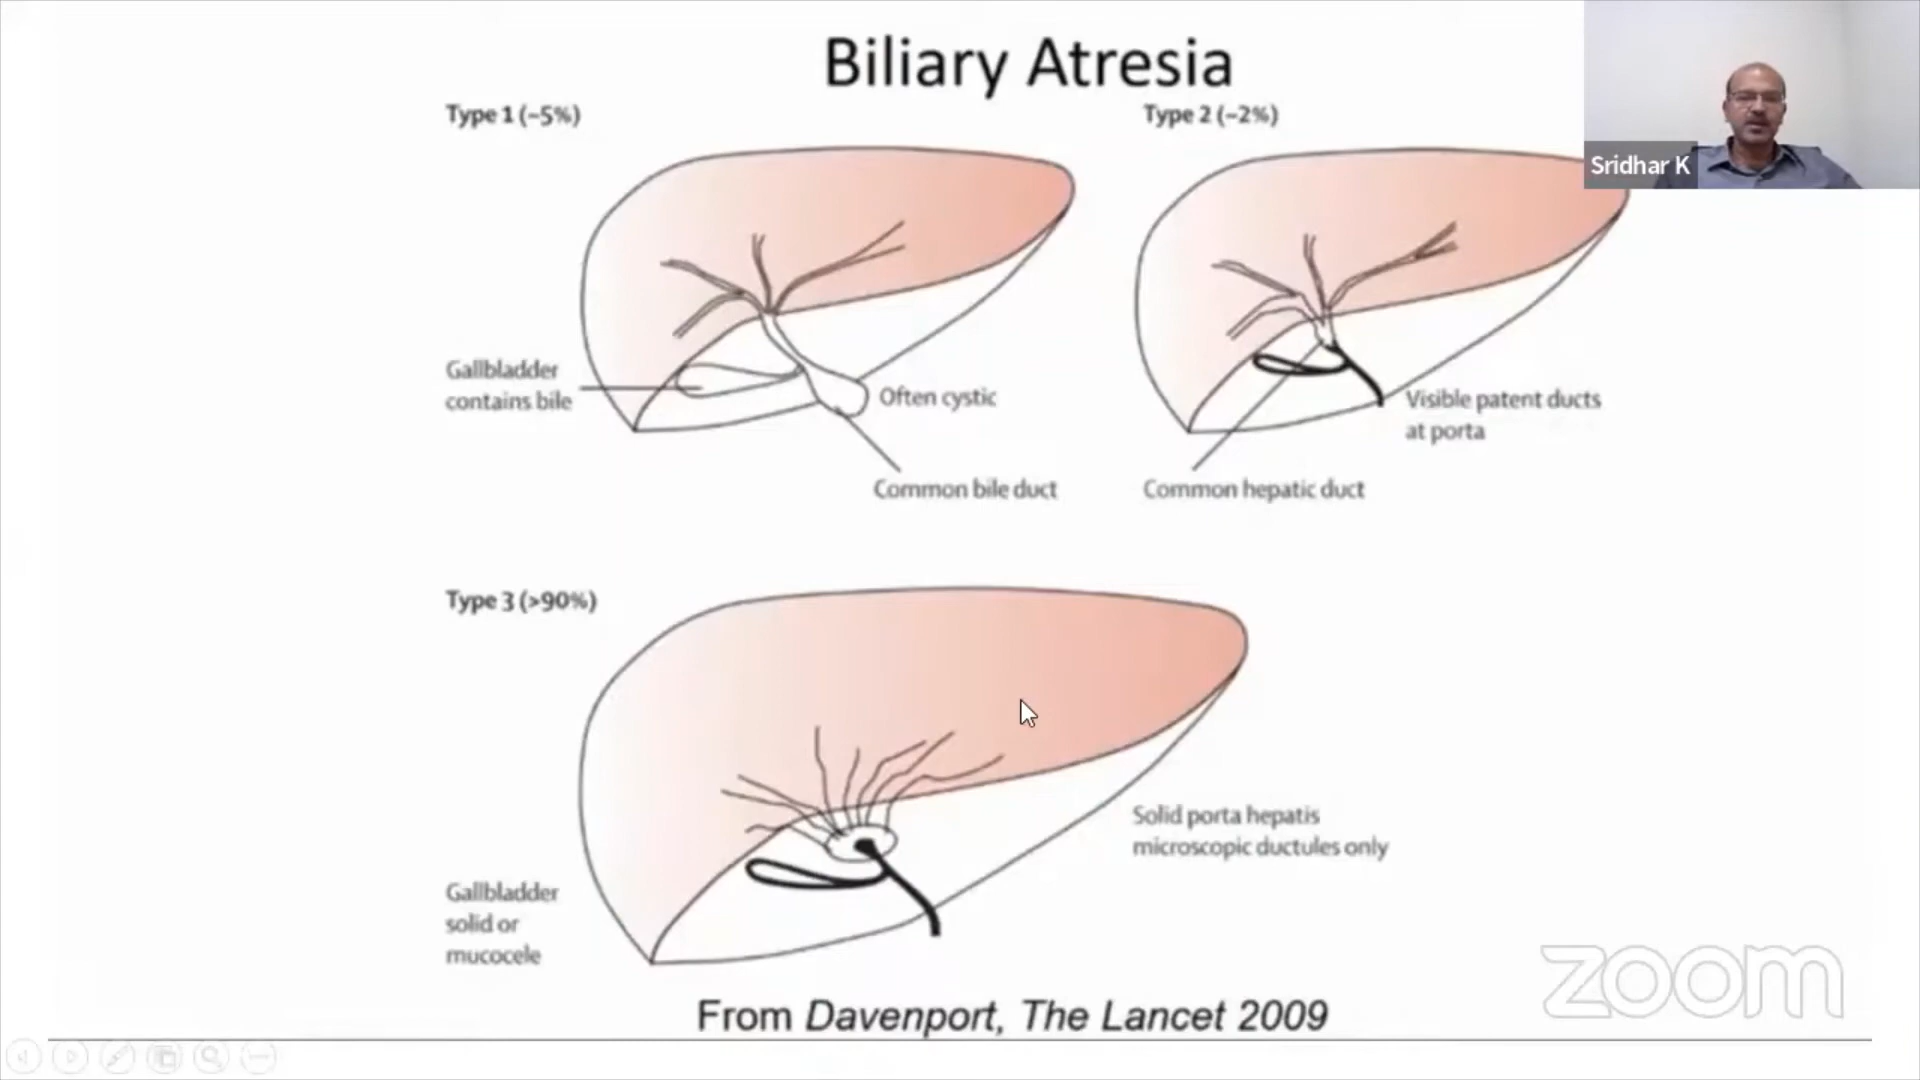 Biliary Atresia
Type 1 (~5%)
Type 2 (~2%)
Sridhar K
Gallbladder
contains bile
Often cystic
Common bile duct
Visible patent ducts
at porta
Common hepatic duct
Type 3 (>90%)
Solid porta hepatis
microscopic ductules only
Gallbladder
solid or
mucocele
From Davenport, The Lancet 2009
zoom